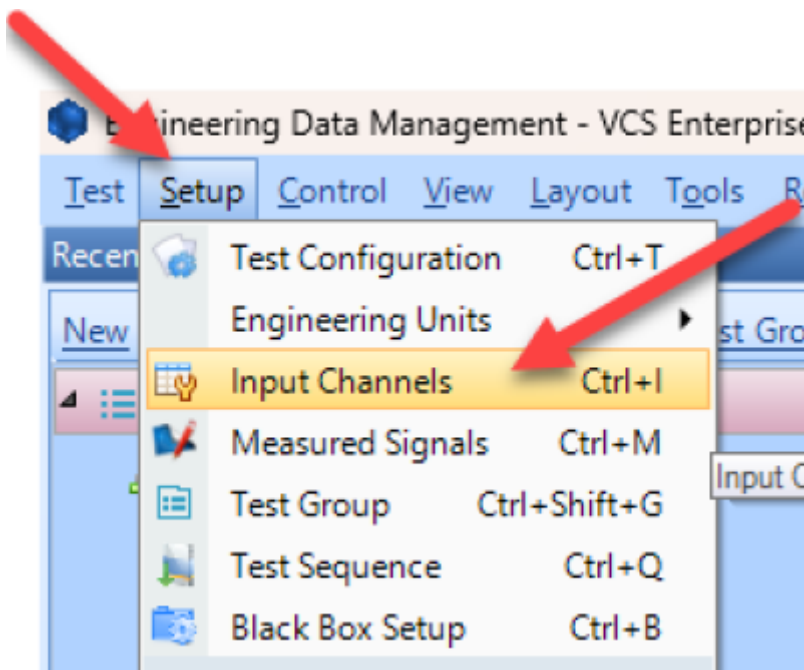 Engineering Data Management - VCS Enterprise
Test Setup Control View Layout Tools
Recen
Test Configuration Ctrl+T
Engineering Units
New st Gro
Input Channels Ctrl+I
Measured Signals Ctrl+M
Input C
Test Group Ctrl+Shift+G
Test Sequence Ctrl+Q
Black Box Setup Ctrl+B